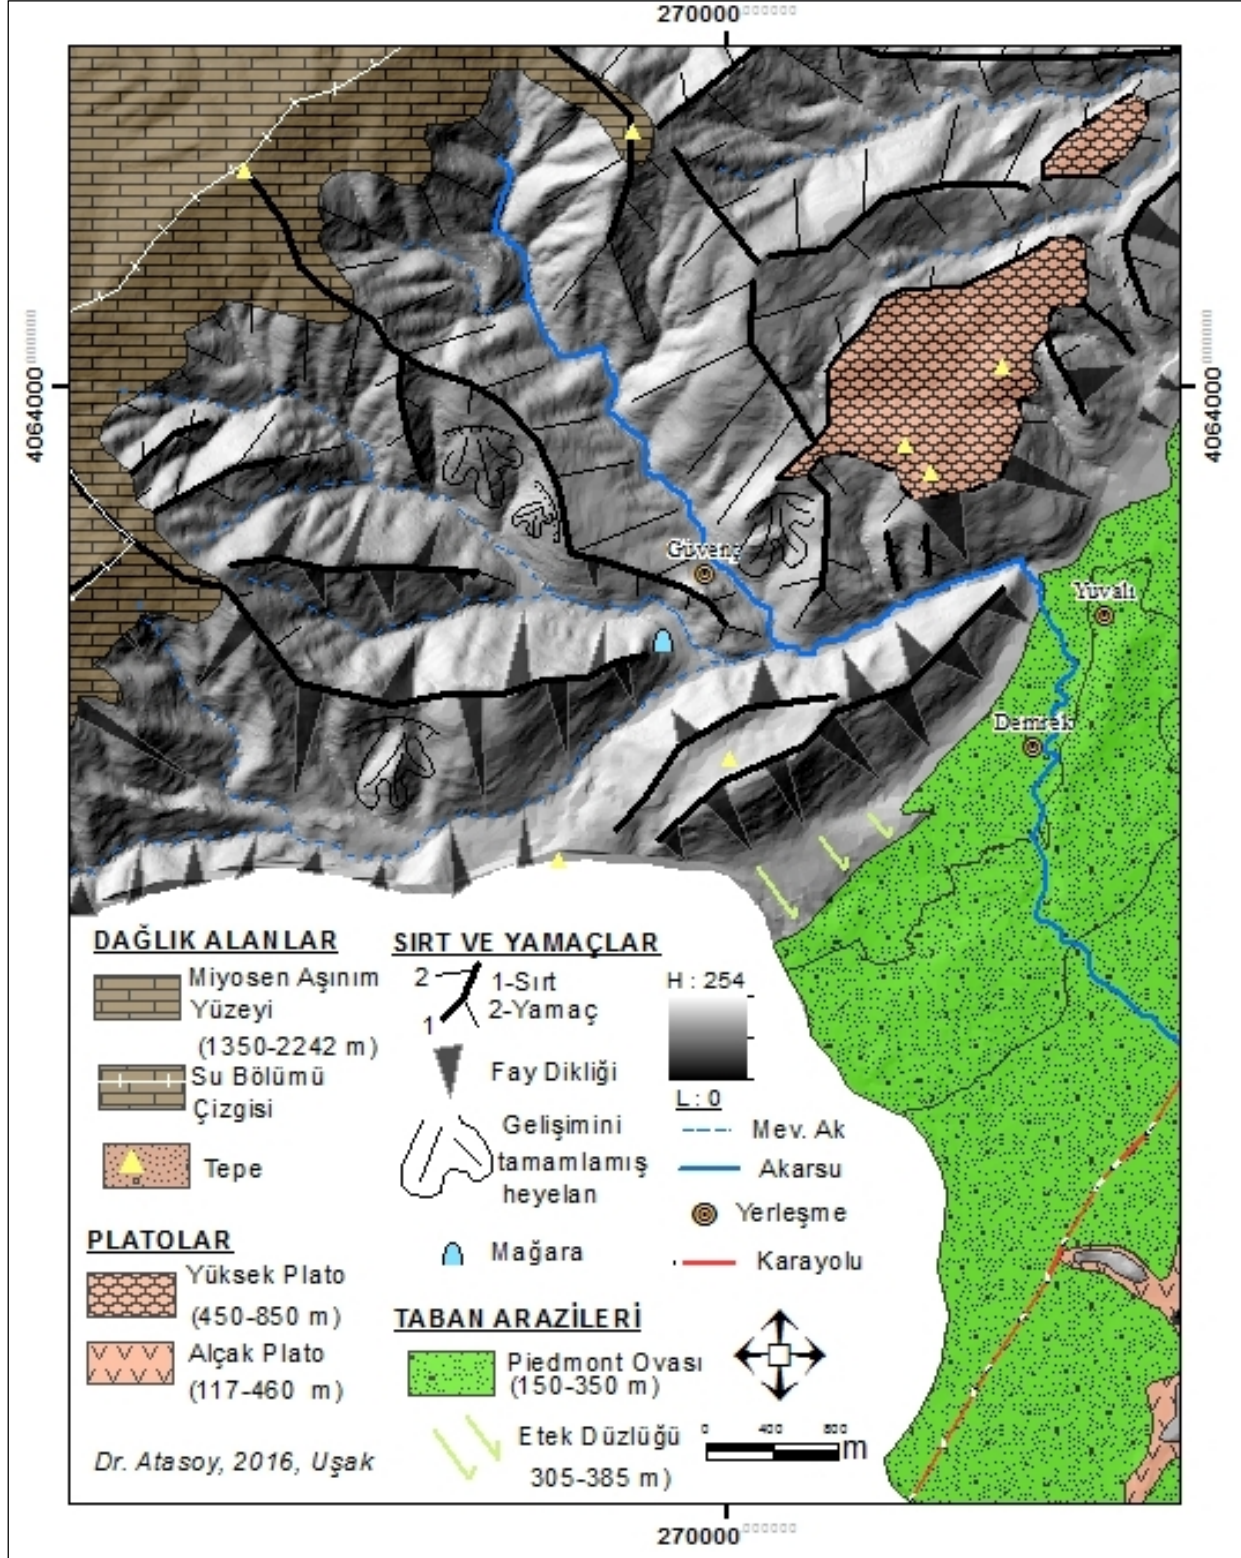 270000
4064000
4064000
Güvenç
Yuvalı
Demrek
DAĞLIK ALANLAR
Miyosen Aşınım
Yüzeyi
(1350-2242 m)
Su Bölümü
Çizgisi
Tepe
PLATOLAR
Yüksek Plato
(450-850 m)
Alçak Plato
(117-460 m)
Dr. Atasoy, 2016, Uşak
SIRT VE YAMAÇLAR
2
1
1-Sırt
2-Yamaç
Fay Dikliği
Gelişimini
tamamlamış
heyelan
Mağara
H : 254
L : 0
Mev. Ak
Akarsu
Yerleşme
Karayolu
TABAN ARAZİLERİ
Piedmont Ovası
(150-350 m)
Etek Düzlüğü
305-385 m)
0 400 800
m
270000